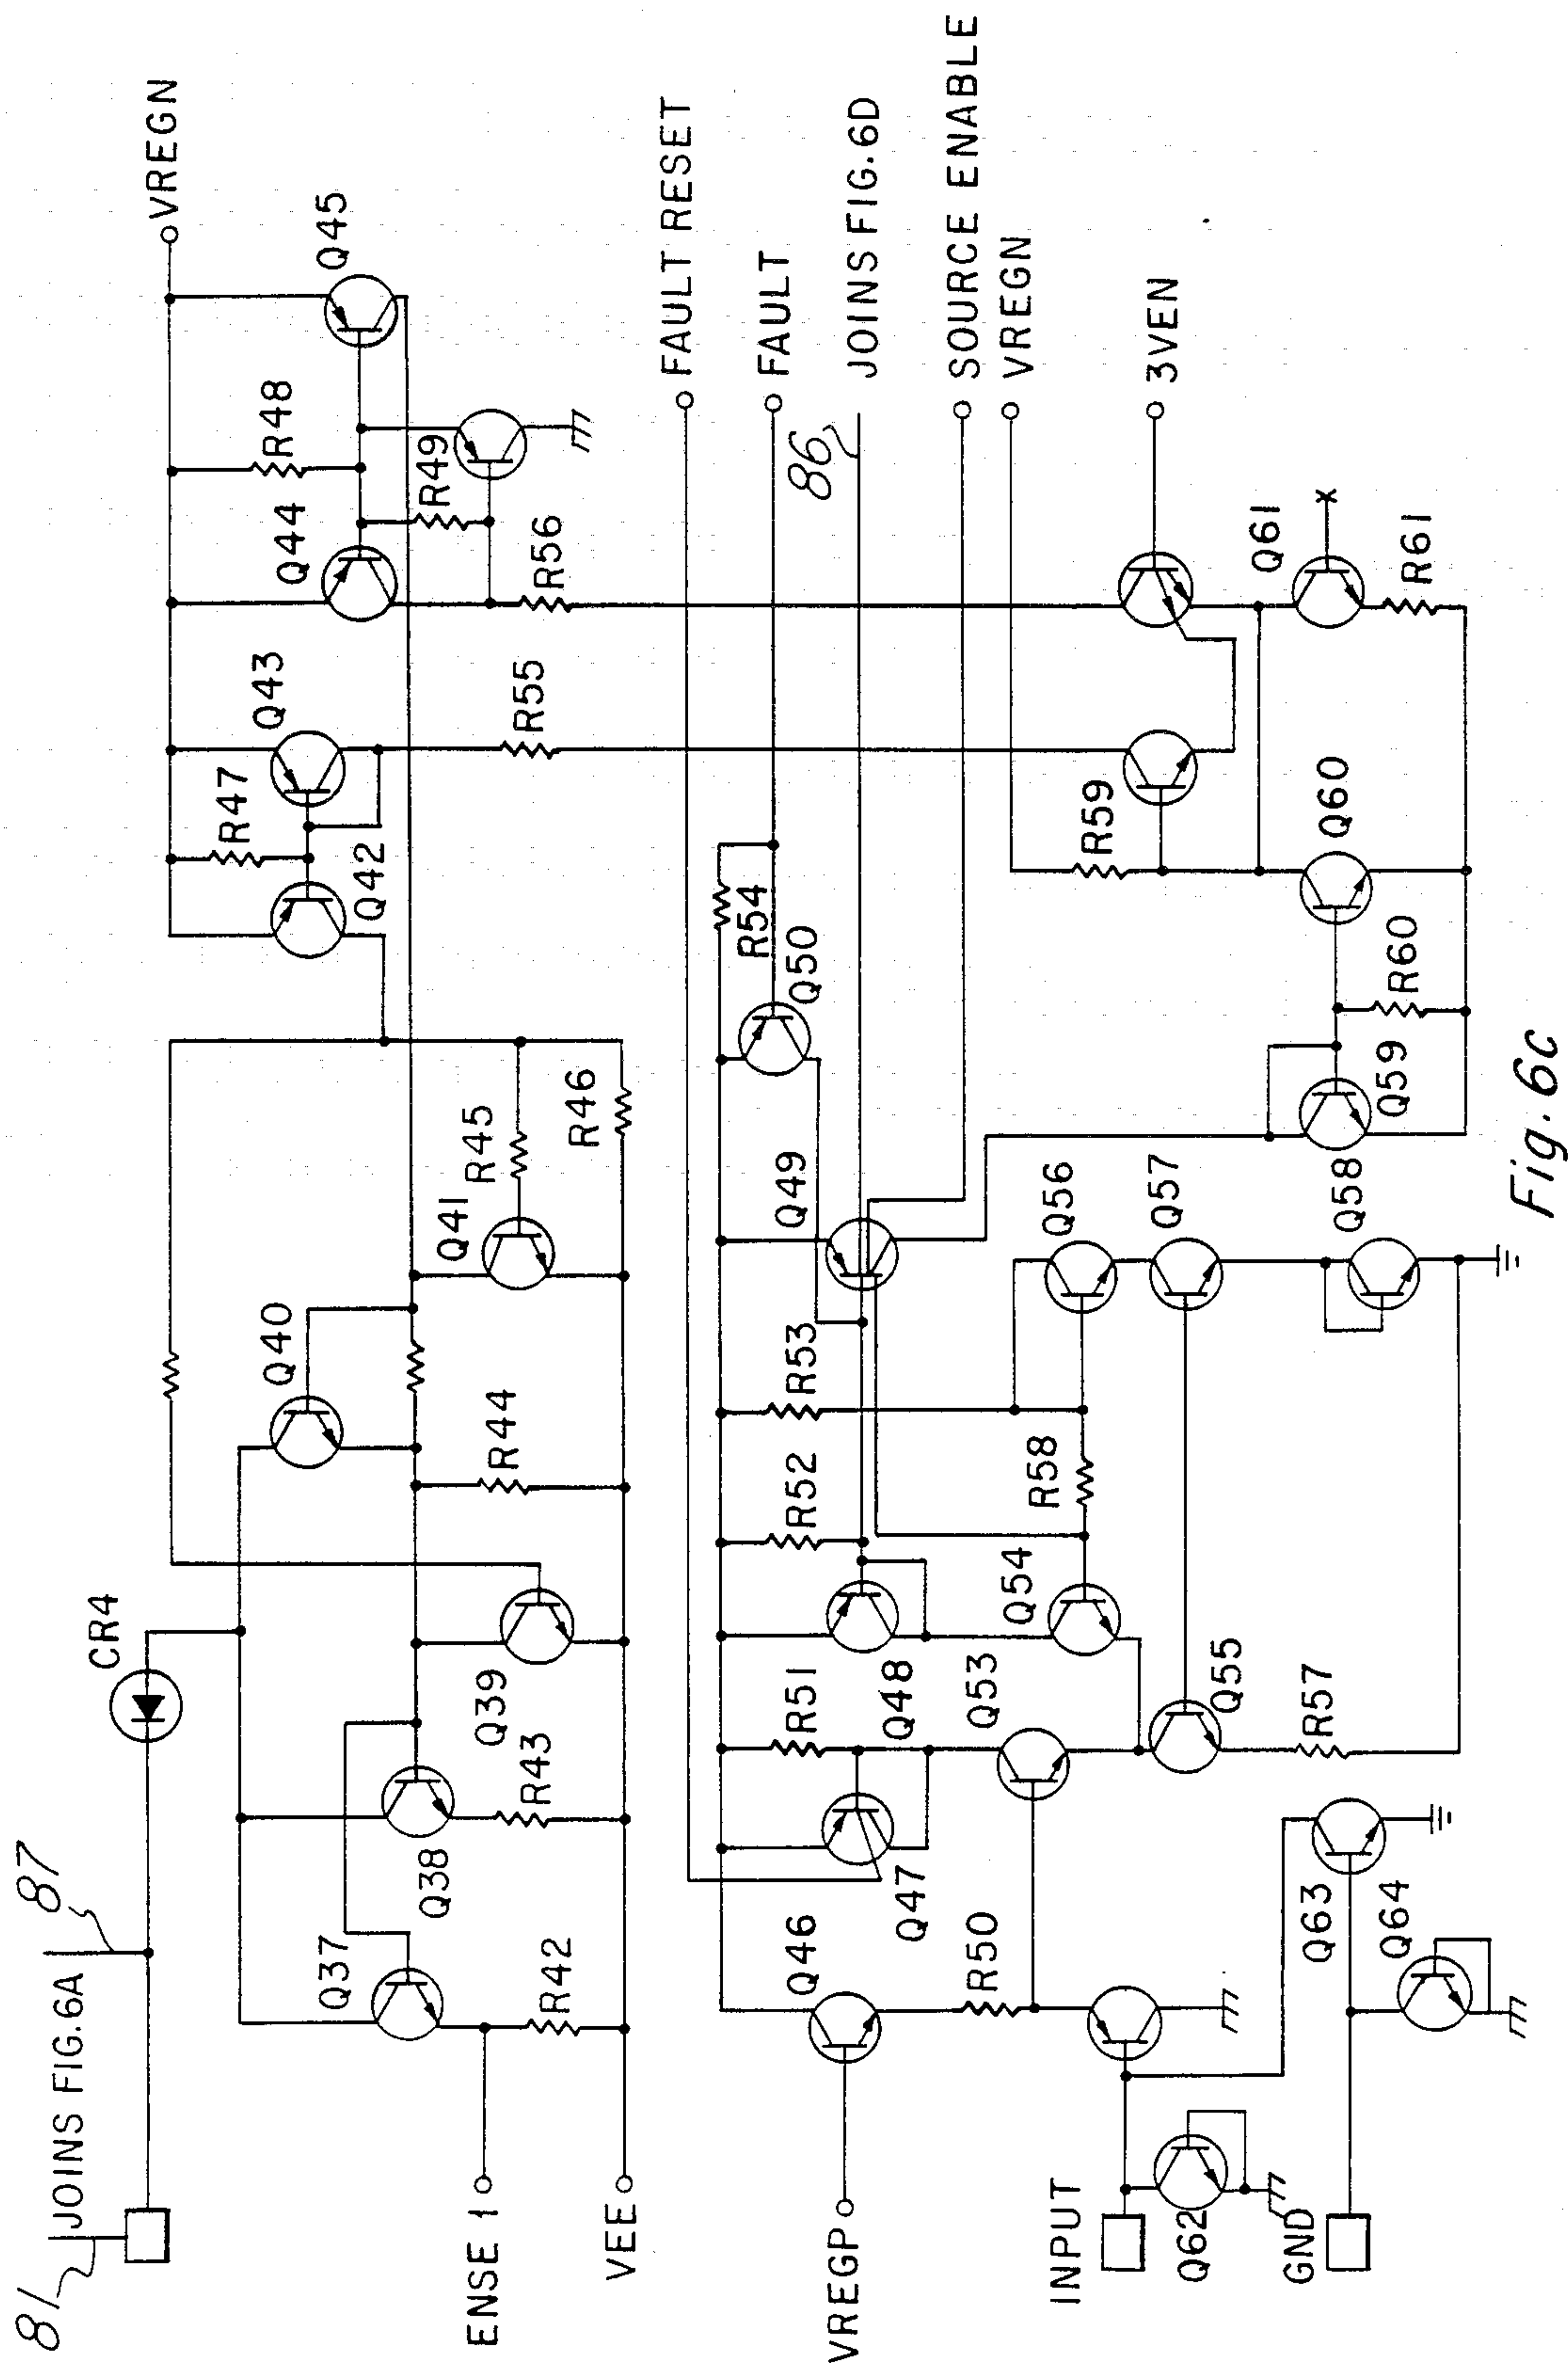 81
JOINS FIG.6A
87
CR4
VREGN
Q37
Q38
Q39
Q40
Q41
R42
R43
R44
R45
R46
ENSE 1
VEE
R47
Q42
Q43
R48
Q44
Q45
R49
R55
R56
FAULT RESET
FAULT
86
JOINS FIG.6D
SOURCE ENABLE
VREGN
3VEN
VREGP
Q46
R50
Q47
R51
Q48
R52
R53
Q49
Q50
R54
Q53
Q54
R58
Q55
R57
Q56
Q57
Q58
Q59
R60
Q60
R59
Q61
R61
X
INPUT
Q62
GND
Q63
Q64
Fig. 6c